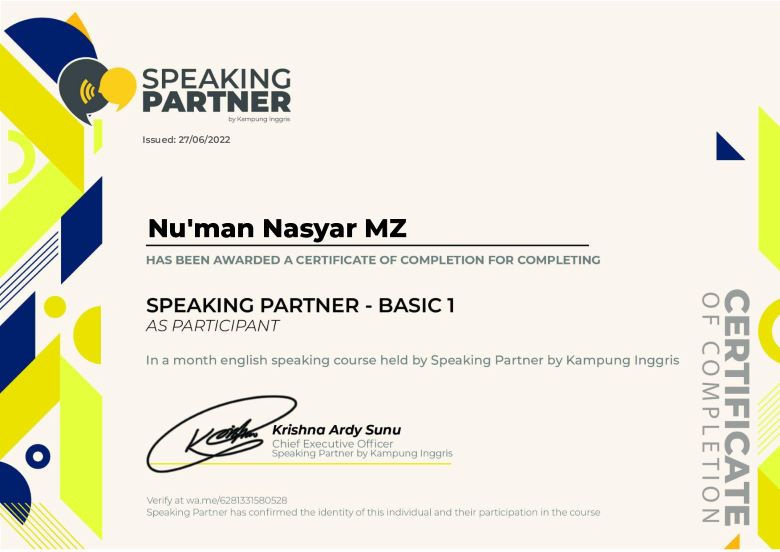 SPEAKING
PARTNER
by Kampung Inggris
Issued: 27/06/2022
Nu'man Nasyar MZ
HAS BEEN AWARDED A CERTIFICATE OF COMPLETION FOR COMPLETING
SPEAKING PARTNER - BASIC 1
AS PARTICIPANT
In a month english speaking course held by Speaking Partner by Kampung Inggris
Krishna Ardy Sunu
Chief Executive Officer
Speaking Partner by Kampung Inggris
Verify at wa.me/6281331580528
Speaking Partner has confirmed the identity of this individual and their participation in the course
CERTIFICATE
OF COMPLETION